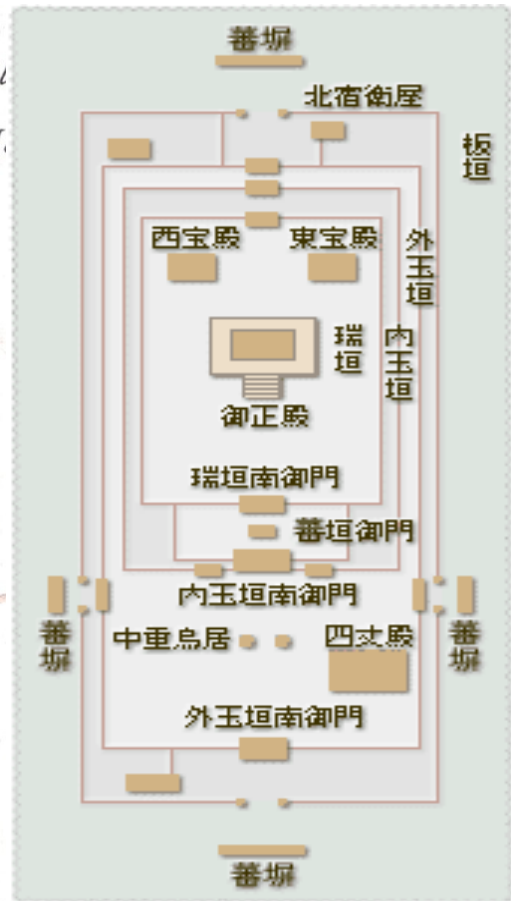 蕃塀
北宿衛屋
板垣
外玉垣
西宝殿
東宝殿
瑞垣
内玉垣
御正殿
瑞垣南御門
蕃垣御門
内玉垣南御門
蕃塀
中重鳥居
四丈殿
蕃塀
外玉垣南御門
蕃塀